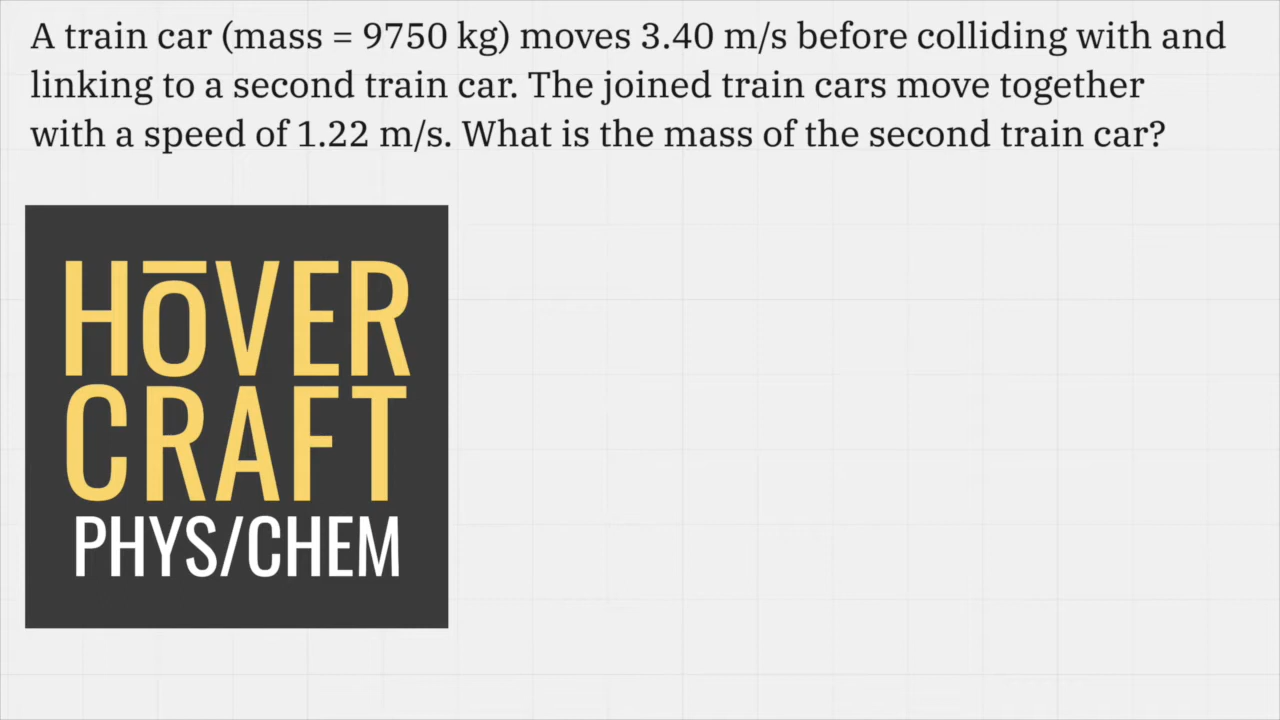 A train car (mass = 9750 kg) moves 3.40 m/s before colliding with and
linking to a second train car. The joined train cars move together
with a speed of 1.22 m/s. What is the mass of the second train car?
HŌVER
CRAFT
PHYS/CHEM